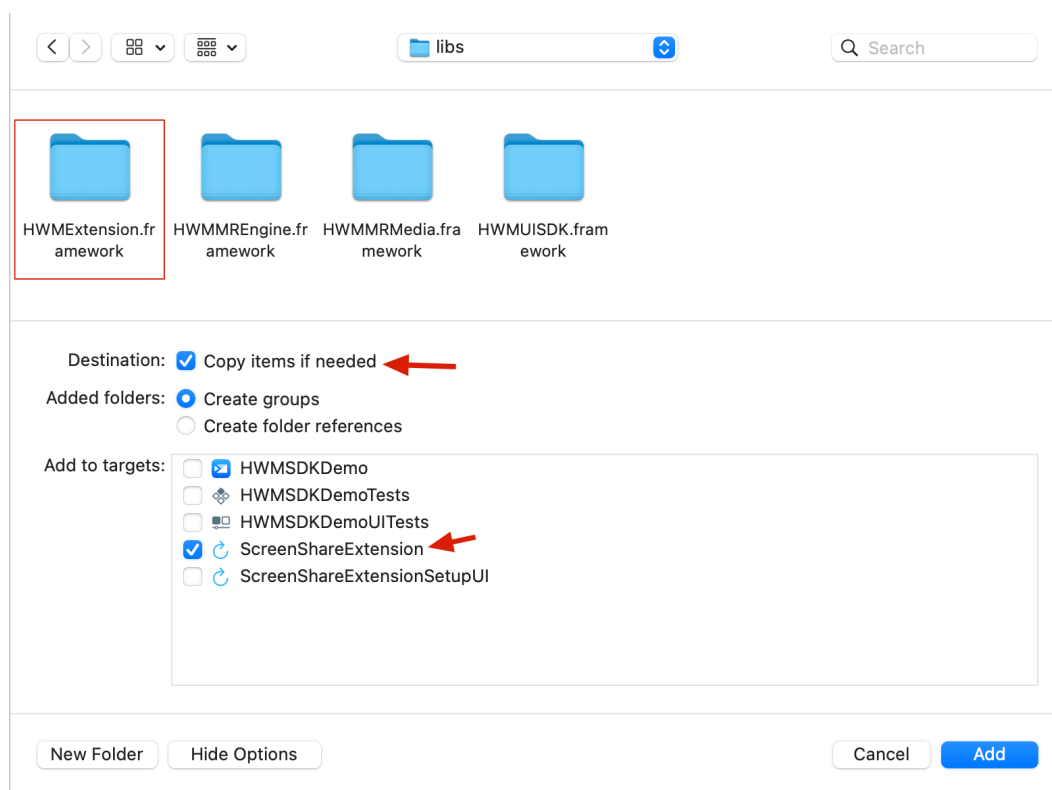 libs
Search
HWMExtension.fr
amework
HWMMREngine.fr
amework
HWMMRMedia.fra
mework
HWMUISDK.fram
ework
Destination: Copy items if needed
Added folders: Create groups
Create folder references
Add to targets: HWMSDKDemo
HWMSDKDemoTests
HWMSDKDemoUITests
ScreenShareExtension
ScreenShareExtensionSetupUI
New Folder Hide Options Cancel Add